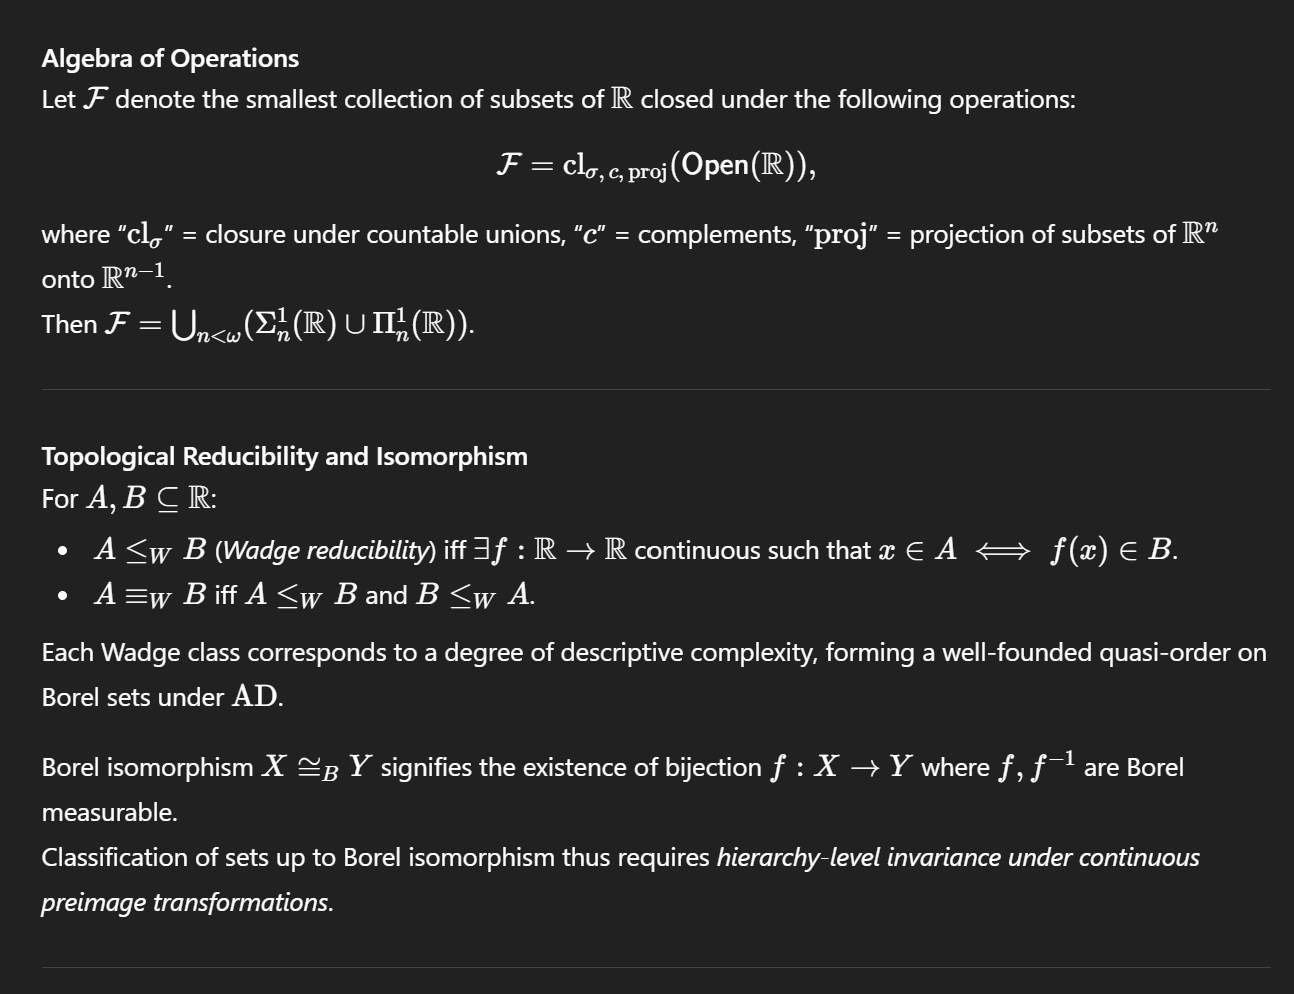 Algebra of Operations
Let ℱ denote the smallest collection of subsets of ℝ closed under the following operations:
ℱ = cl_{σ, c, proj}(Open(ℝ)),
where “cl_σ” = closure under countable unions, “c” = complements, “proj” = projection of subsets of ℝⁿ
onto ℝⁿ⁻¹.
Then ℱ = ⋃_{n<ω}(Σ¹ₙ(ℝ) ∪ Π¹ₙ(ℝ)).
Topological Reducibility and Isomorphism
For A, B ⊆ ℝ:
• A ≤_W B (Wadge reducibility) iff ∃f : ℝ → ℝ continuous such that x ∈ A ⟺ f(x) ∈ B.
• A ≡_W B iff A ≤_W B and B ≤_W A.
Each Wadge class corresponds to a degree of descriptive complexity, forming a well-founded quasi-order on
Borel sets under AD.
Borel isomorphism X ≅_B Y signifies the existence of bijection f : X → Y where f, f⁻¹ are Borel
measurable.
Classification of sets up to Borel isomorphism thus requires hierarchy-level invariance under continuous
preimage transformations.